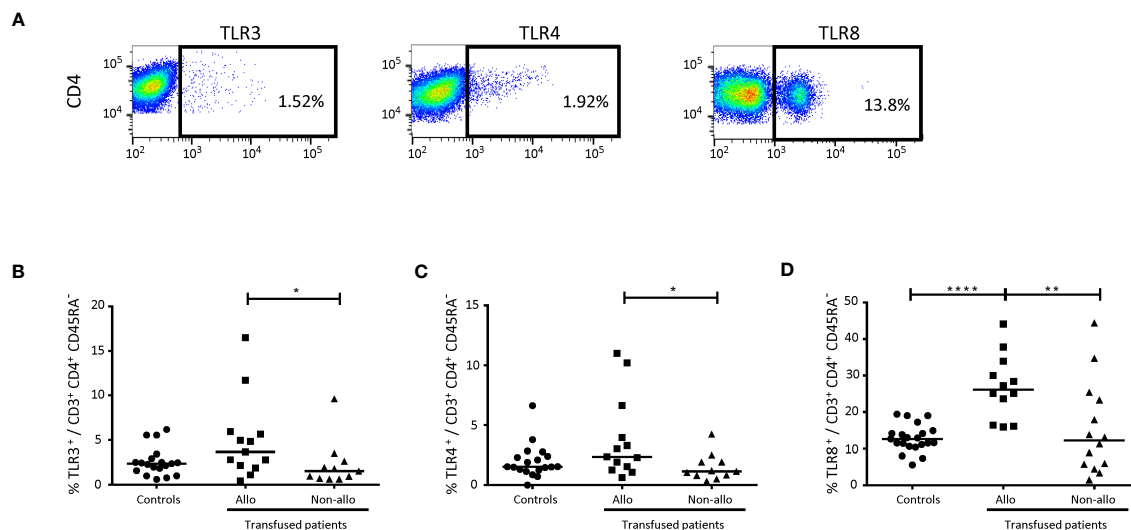 A
TLR3
TLR4
TLR8
CD4
10⁵
10⁴
1.52%
10² 10³ 10⁴ 10⁵
10⁵
10⁴
1.92%
10² 10³ 10⁴ 10⁵
10⁵
10⁴
13.8%
10² 10³ 10⁴ 10⁵
B
% TLR3⁺ / CD3⁺ CD4⁺ CD45RA⁻
20
15
10
5
0
*
Controls Allo Non-allo
Transfused patients
C
% TLR4⁺ / CD3⁺ CD4⁺ CD45RA⁻
15
10
5
0
*
Controls Allo Non-allo
Transfused patients
D
% TLR8⁺ / CD3⁺ CD4⁺ CD45RA⁻
50
40
30
20
10
0
**** **
Controls Allo Non-allo
Transfused patients